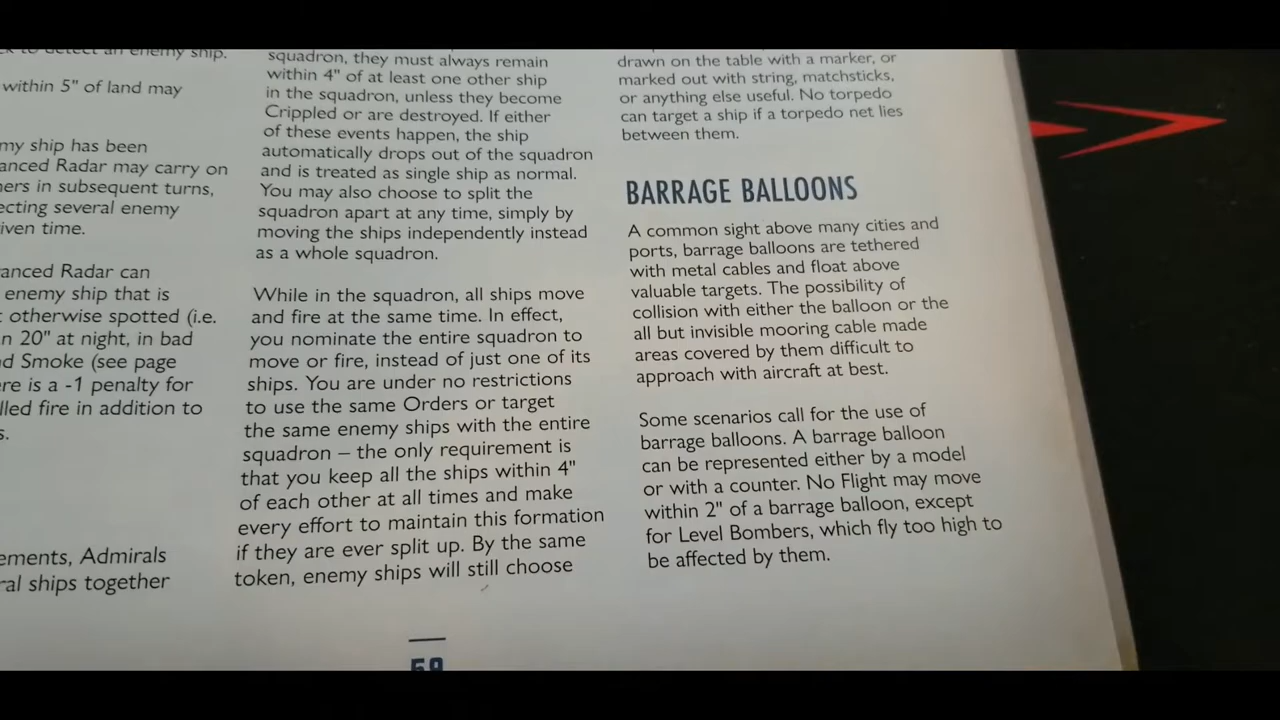 to detect an enemy ship.
within 5" of land may
my ship has been
anced Radar may carry on
ers in subsequent turns,
ecting several enemy
iven time.
anced Radar can
enemy ship that is
otherwise spotted (i.e.
n 20" at night, in bad
d Smoke (see page
re is a -1 penalty for
lled fire in addition to
s.
ements, Admirals
ral ships together
squadron, they must always remain
within 4" of at least one other ship
in the squadron, unless they become
Crippled or are destroyed. If either
of these events happen, the ship
automatically drops out of the squadron
and is treated as single ship as normal.
You may also choose to split the
squadron apart at any time, simply by
moving the ships independently instead
as a whole squadron.
While in the squadron, all ships move
and fire at the same time. In effect,
you nominate the entire squadron to
move or fire, instead of just one of its
ships. You are under no restrictions
to use the same Orders or target
the same enemy ships with the entire
squadron – the only requirement is
that you keep all the ships within 4"
of each other at all times and make
every effort to maintain this formation
if they are ever split up. By the same
token, enemy ships will still choose
drawn on the table with a marker, or
marked out with string, matchsticks,
or anything else useful. No torpedo
can target a ship if a torpedo net lies
between them.
BARRAGE BALLOONS
A common sight above many cities and
ports, barrage balloons are tethered
with metal cables and float above
valuable targets. The possibility of
collision with either the balloon or the
all but invisible mooring cable made
areas covered by them difficult to
approach with aircraft at best.
Some scenarios call for the use of
barrage balloons. A barrage balloon
can be represented either by a model
or with a counter. No Flight may move
within 2" of a barrage balloon, except
for Level Bombers, which fly too high to
be affected by them.
59